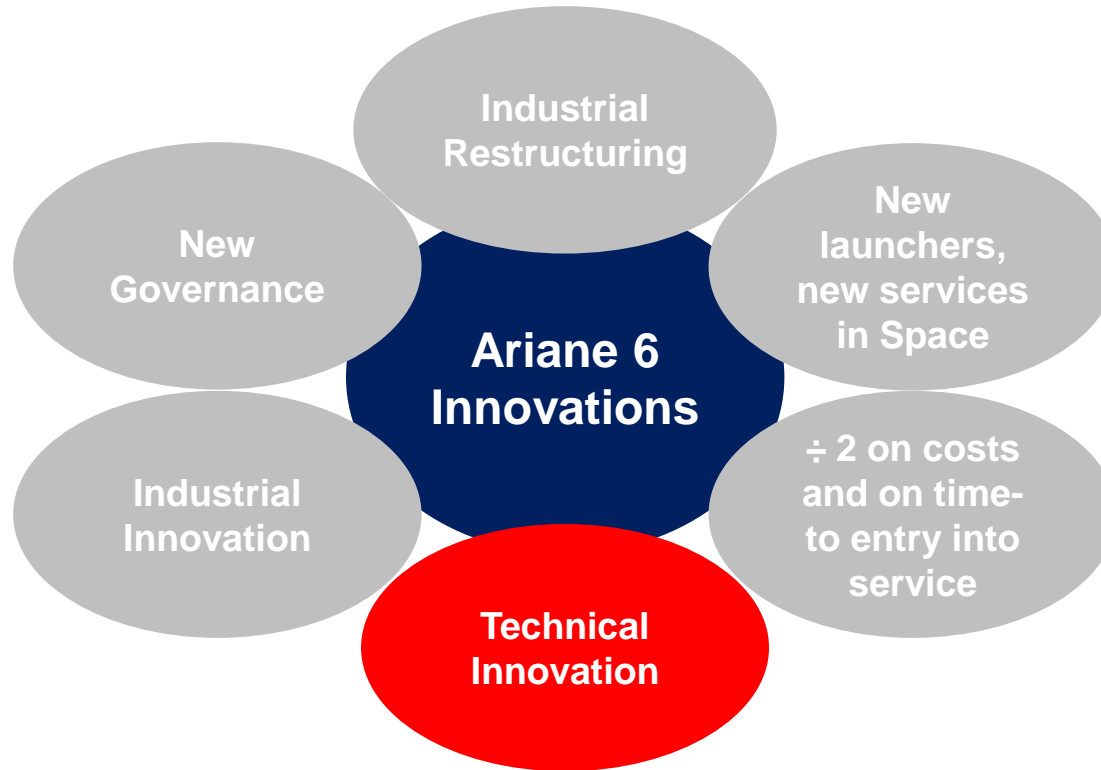 Industrial
Restructuring
New
Governance
New
launchers,
new services
in Space
Ariane 6
Innovations
Industrial
Innovation
÷ 2 on costs
and on time-
to entry into
service
Technical
Innovation